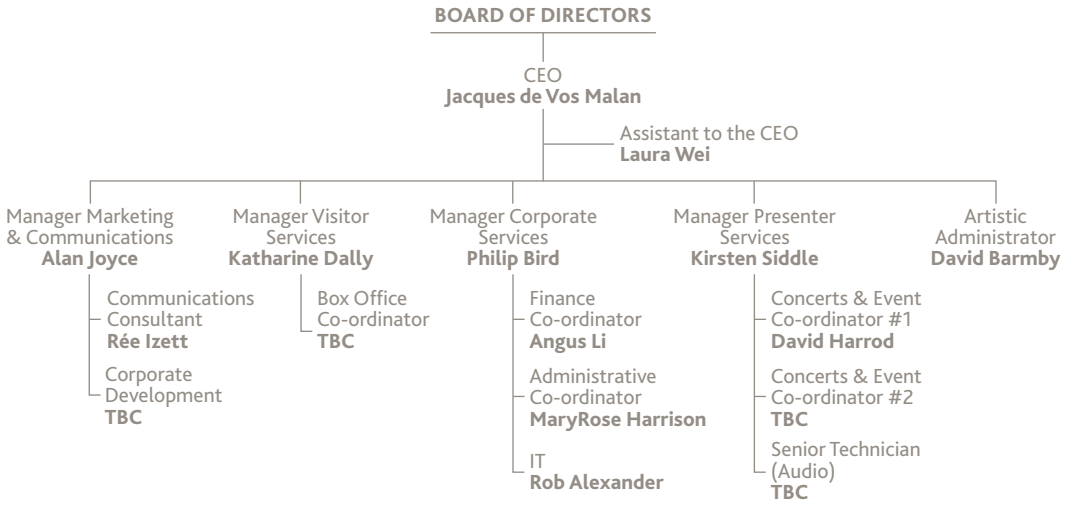 BOARD OF DIRECTORS
CEO
Jacques de Vos Malan
Assistant to the CEO
Laura Wei
Manager Marketing
& Communications
Alan Joyce
Communications
Consultant
Rée Izett
Corporate
Development
TBC
Manager Visitor
Services
Katharine Dally
Box Office
Co-ordinator
TBC
Manager Corporate
Services
Philip Bird
Finance
Co-ordinator
Angus Li
Administrative
Co-ordinator
MaryRose Harrison
IT
Rob Alexander
Manager Presenter
Services
Kirsten Siddle
Concerts & Event
Co-ordinator #1
David Harrod
Concerts & Event
Co-ordinator #2
TBC
Senior Technician
(Audio)
TBC
Artistic
Administrator
David Barmby